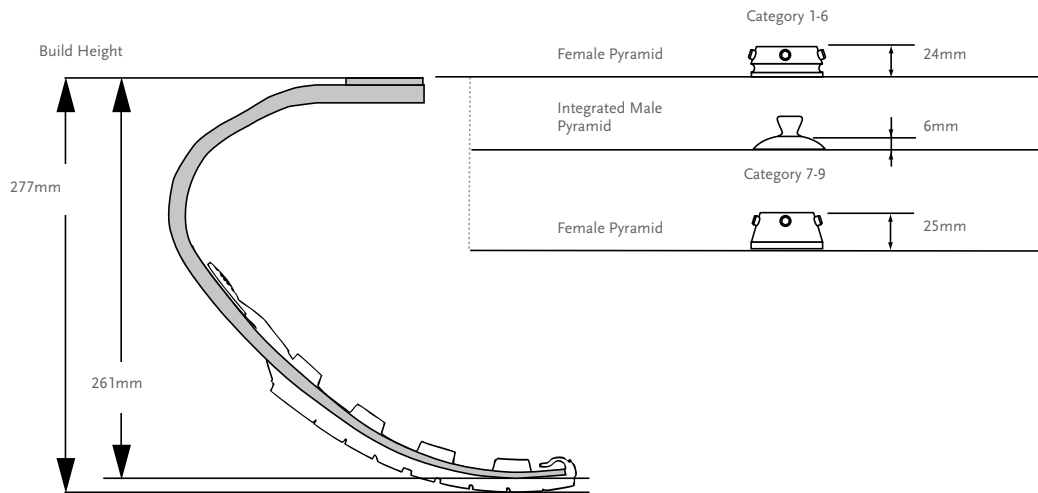 Category 1-6
Build Height
Female Pyramid
24mm
Integrated Male
Pyramid
6mm
Category 7-9
277mm
Female Pyramid
25mm
261mm